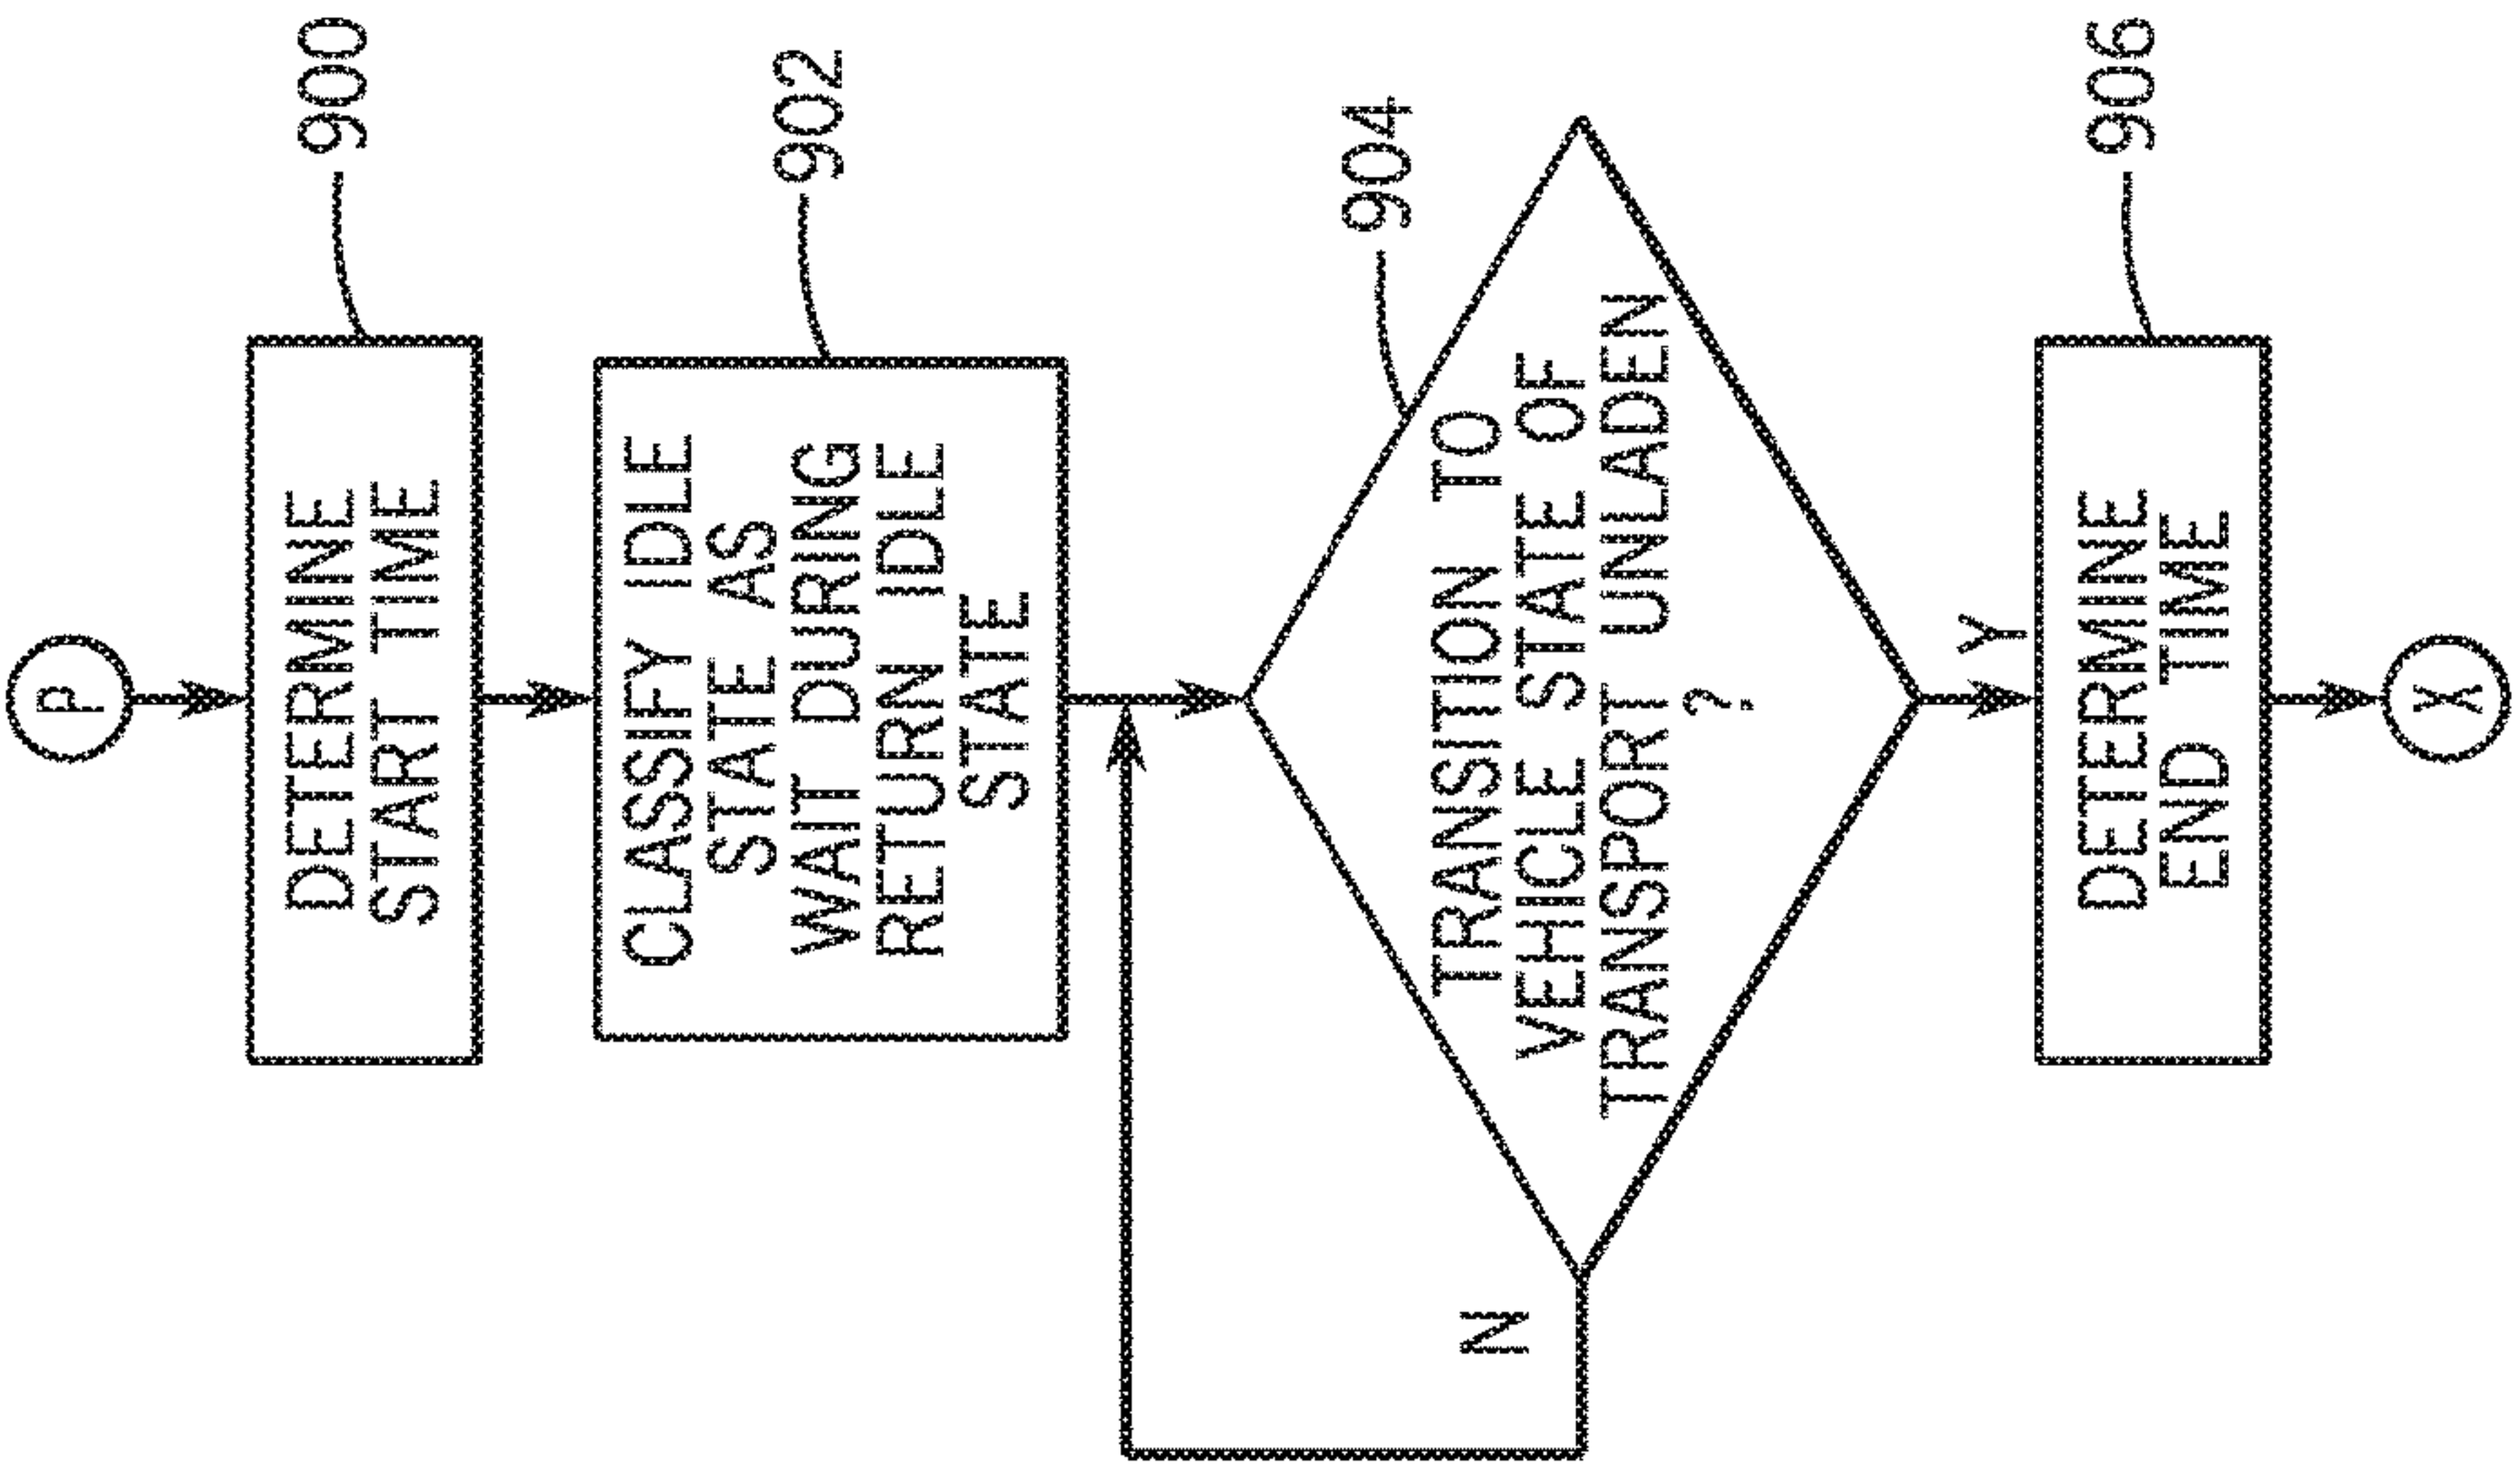 P
DETERMINE
START TIME
900
CLASSIFY IDLE
STATE AS
WAIT DURING
RETURN IDLE
STATE
902
TRANSITION TO
VEHICLE STATE OF
TRANSPORT UNLADEN
?
904
N
Y
DETERMINE
END TIME
906
X